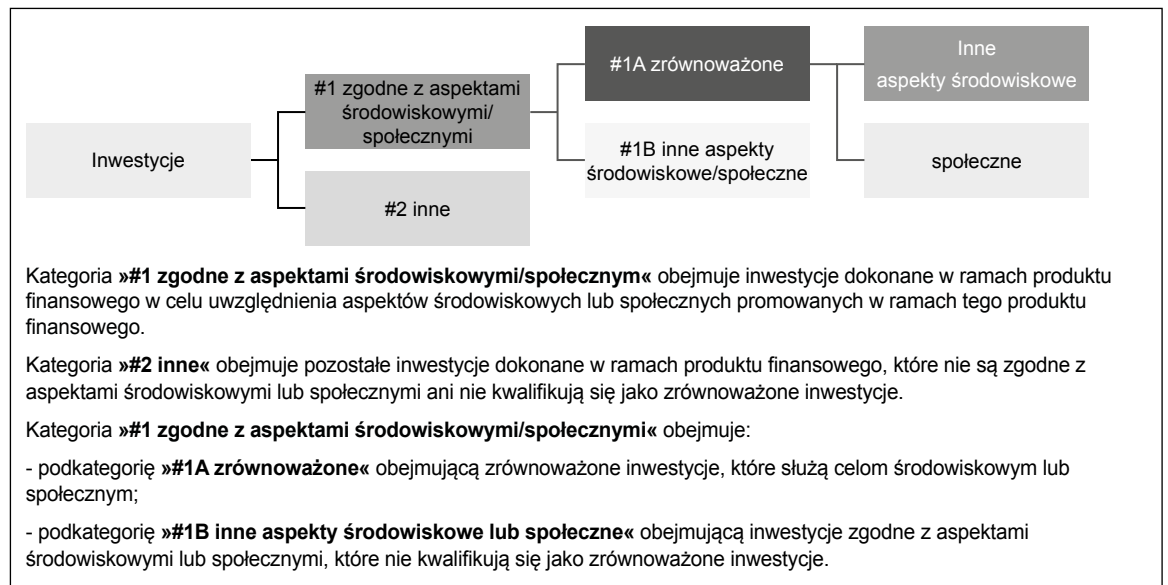 Inwestycje
#1 zgodne z aspektami
środowiskowymi/
społecznymi
#2 inne
#1A zrównoważone
#1B inne aspekty
środowiskowe/społeczne
Inne
aspekty środowiskowe
społeczne
Kategoria »#1 zgodne z aspektami środowiskowymi/społecznym« obejmuje inwestycje dokonane w ramach produktu
finansowego w celu uwzględnienia aspektów środowiskowych lub społecznych promowanych w ramach tego produktu
finansowego.
Kategoria »#2 inne« obejmuje pozostałe inwestycje dokonane w ramach produktu finansowego, które nie są zgodne z
aspektami środowiskowymi lub społecznymi ani nie kwalifikują się jako zrównoważone inwestycje.
Kategoria »#1 zgodne z aspektami środowiskowymi/społecznymi« obejmuje:
- podkategorię »#1A zrównoważone« obejmującą zrównoważone inwestycje, które służą celom środowiskowym lub
społecznym;
- podkategorię »#1B inne aspekty środowiskowe lub społeczne« obejmującą inwestycje zgodne z aspektami
środowiskowymi lub społecznymi, które nie kwalifikują się jako zrównoważone inwestycje.